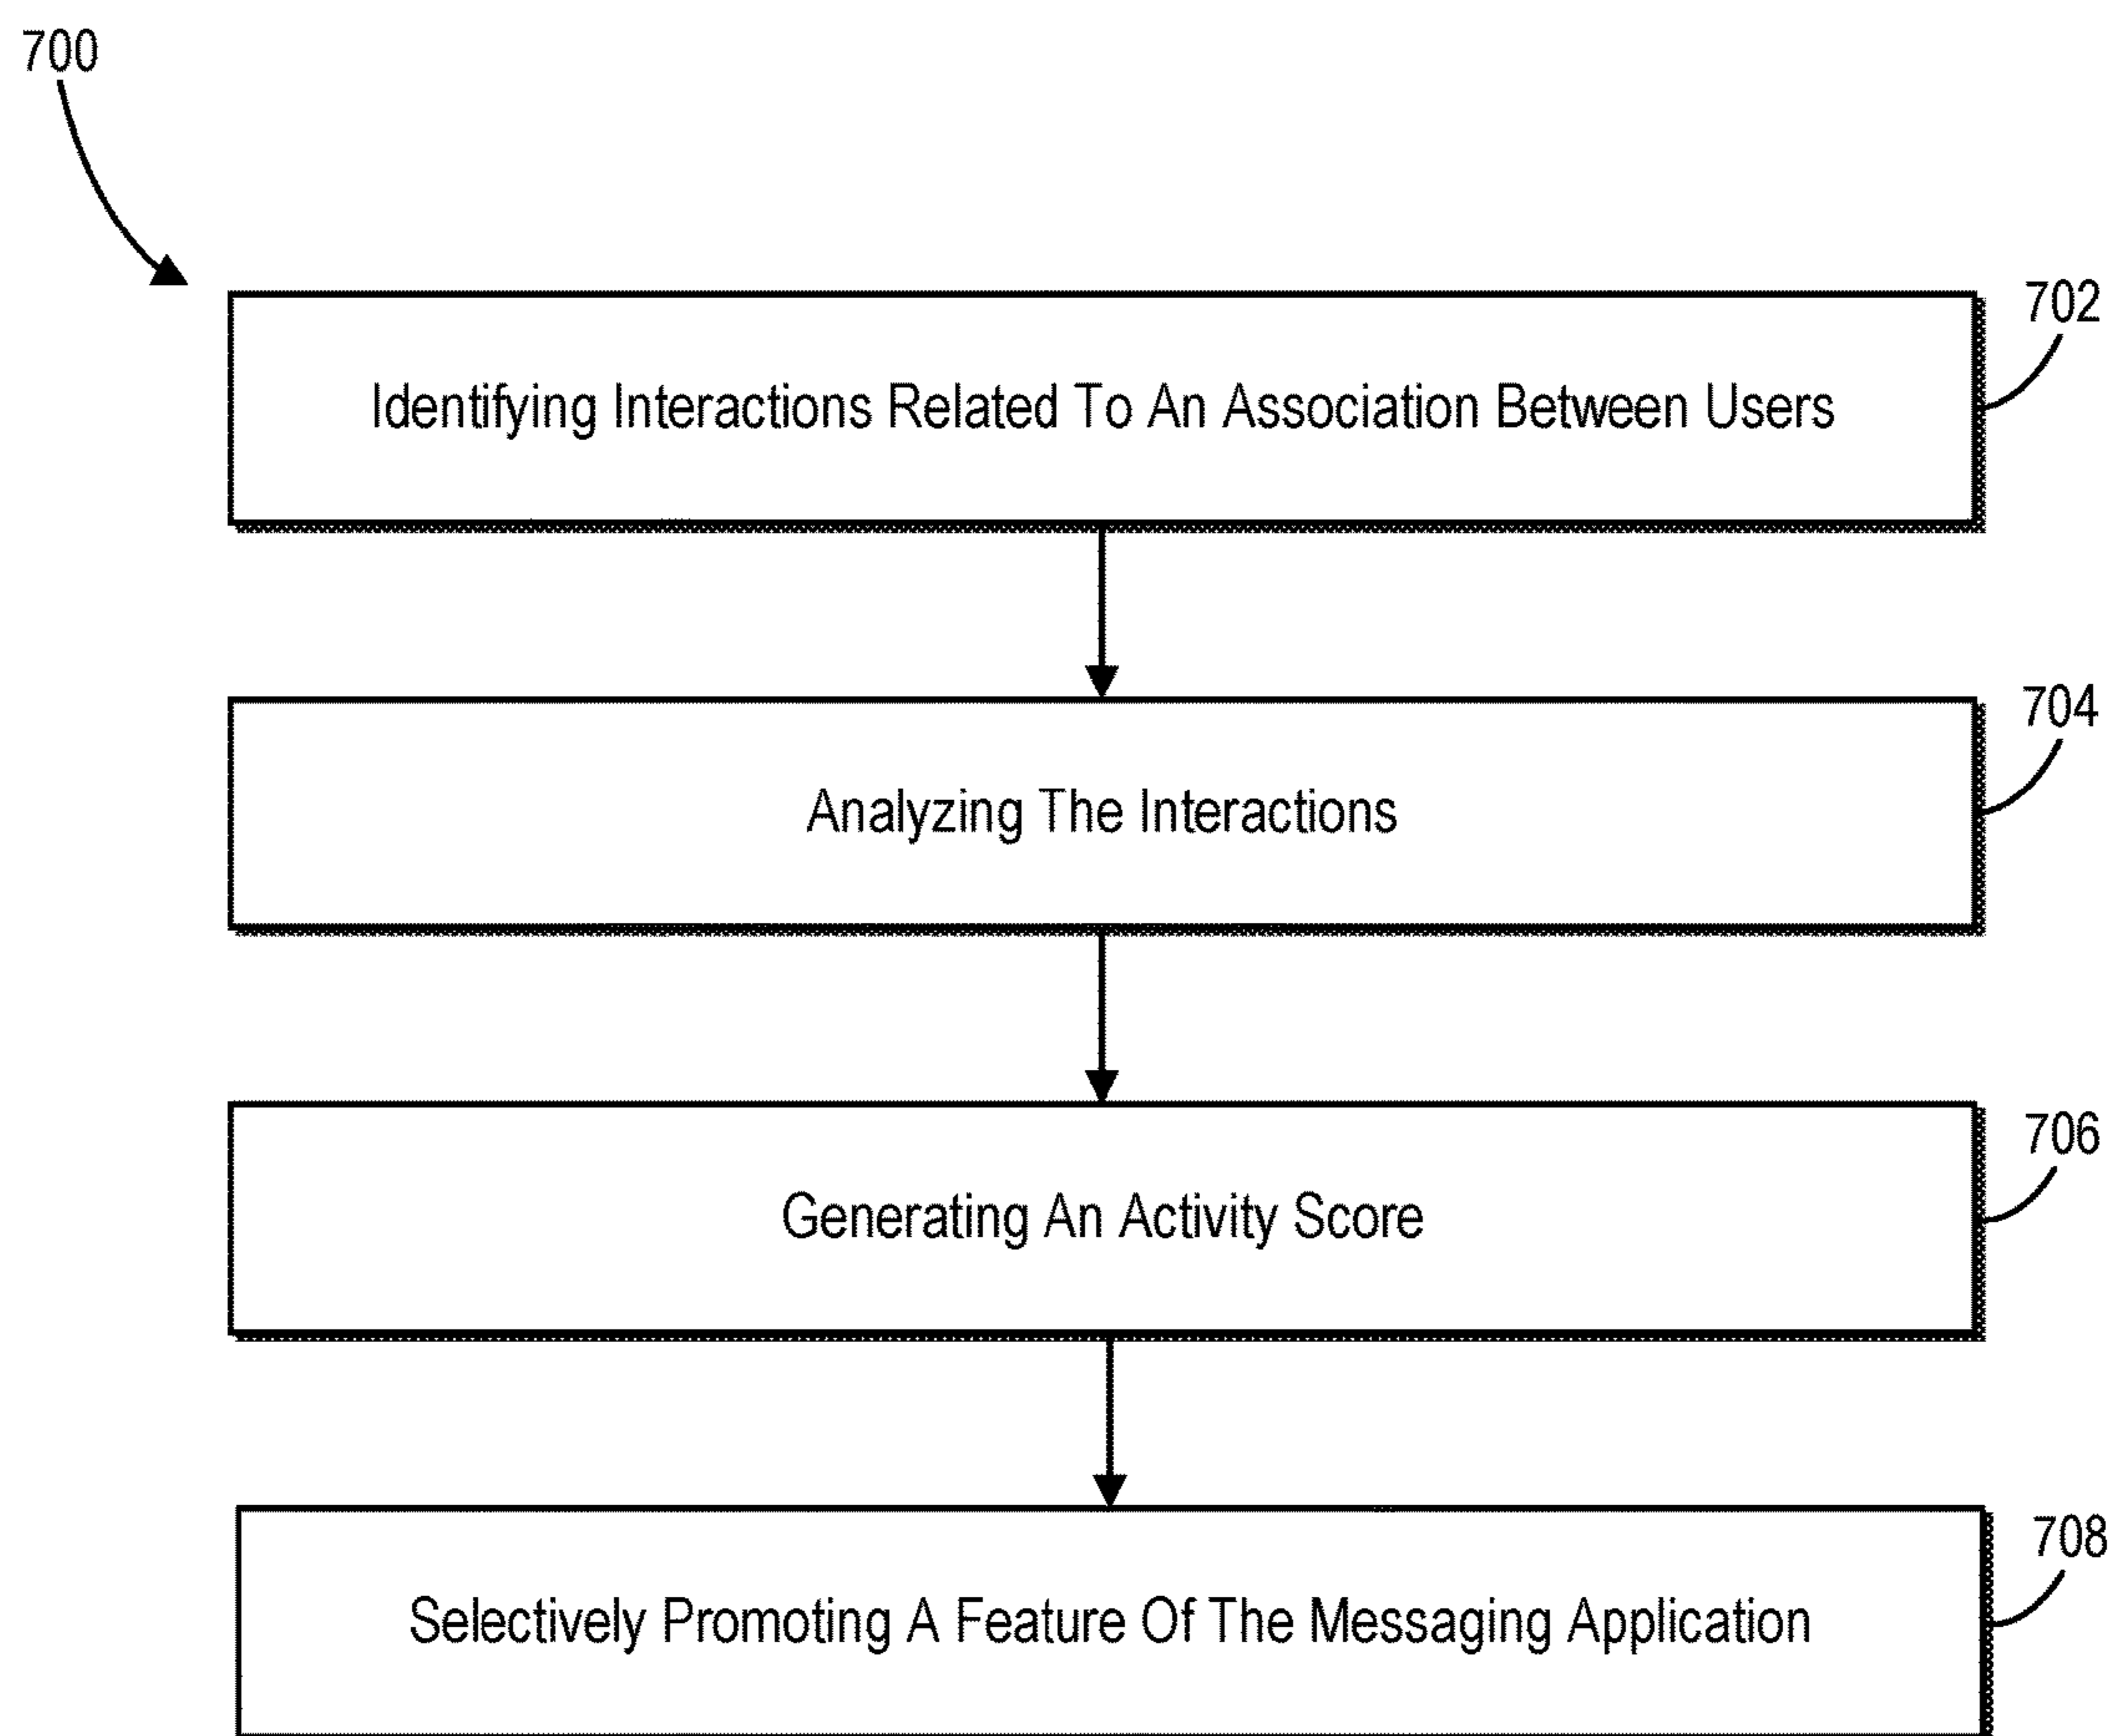 700
702
Identifying Interactions Related To An Association Between Users
704
Analyzing The Interactions
706
Generating An Activity Score
708
Selectively Promoting A Feature Of The Messaging Application